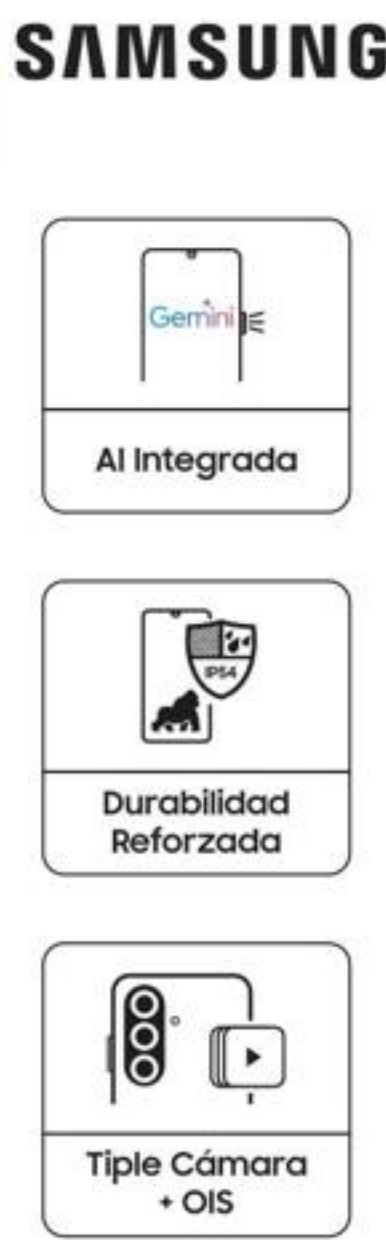 SAMSUNG
Gemini
AI Integrada
IP54
Durabilidad
Reforzada
Tiple Cámara
+ OIS